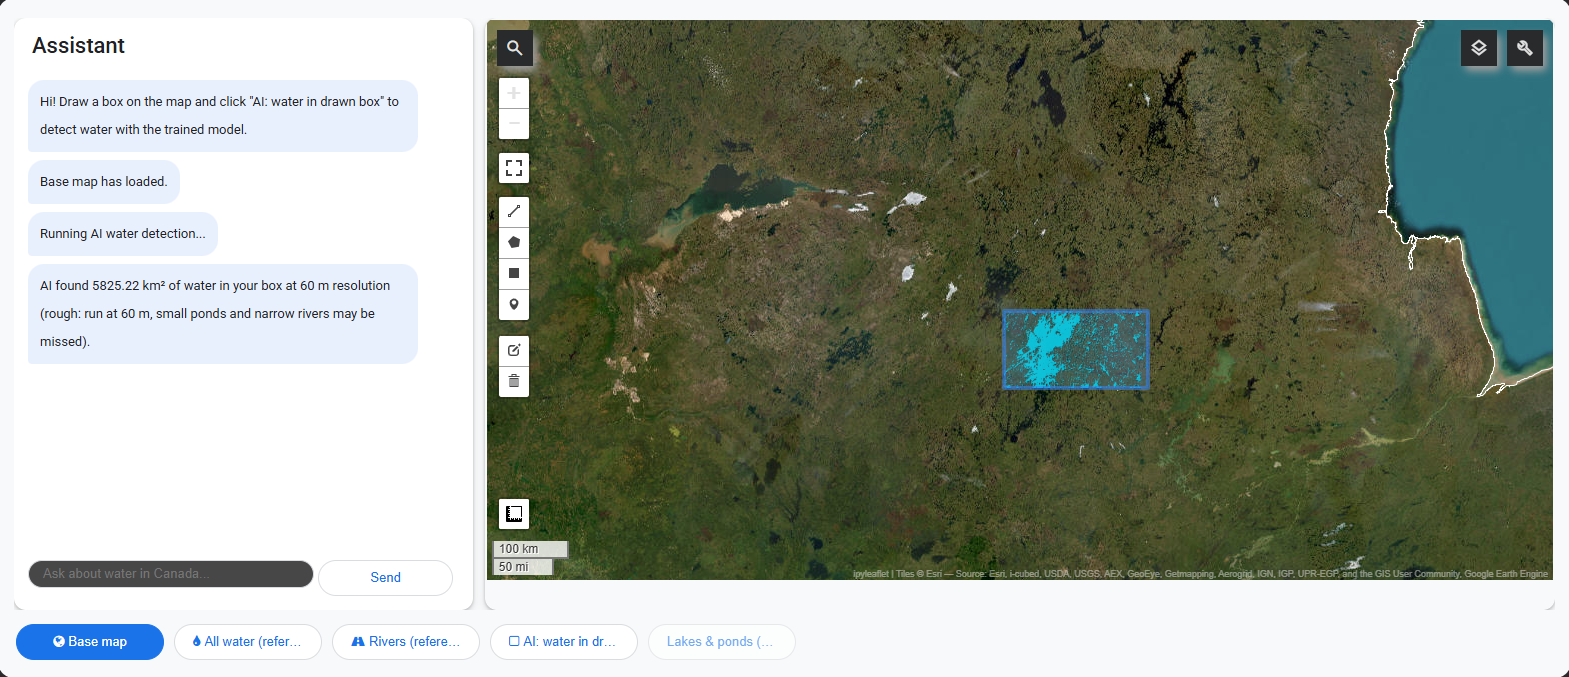 Assistant
Hi! Draw a box on the map and click "AI: water in drawn box" to
detect water with the trained model.
Base map has loaded.
Running AI water detection...
AI found 5825.22 km² of water in your box at 60 m resolution
(rough: run at 60 m, small ponds and narrow rivers may be
missed).
Ask about water in Canada...
Send
100 km
50 mi
ipyleaflet | Tiles © Esri — Source: Esri, i-cubed, USDA, USGS, AEX, GeoEye, Getmapping, Aerogrid, IGN, IGP, UPR-EGP, and the GIS User Community, Google Earth Engine
Base map
All water (refer...
Rivers (refere...
AI: water in dr...
Lakes & ponds (...